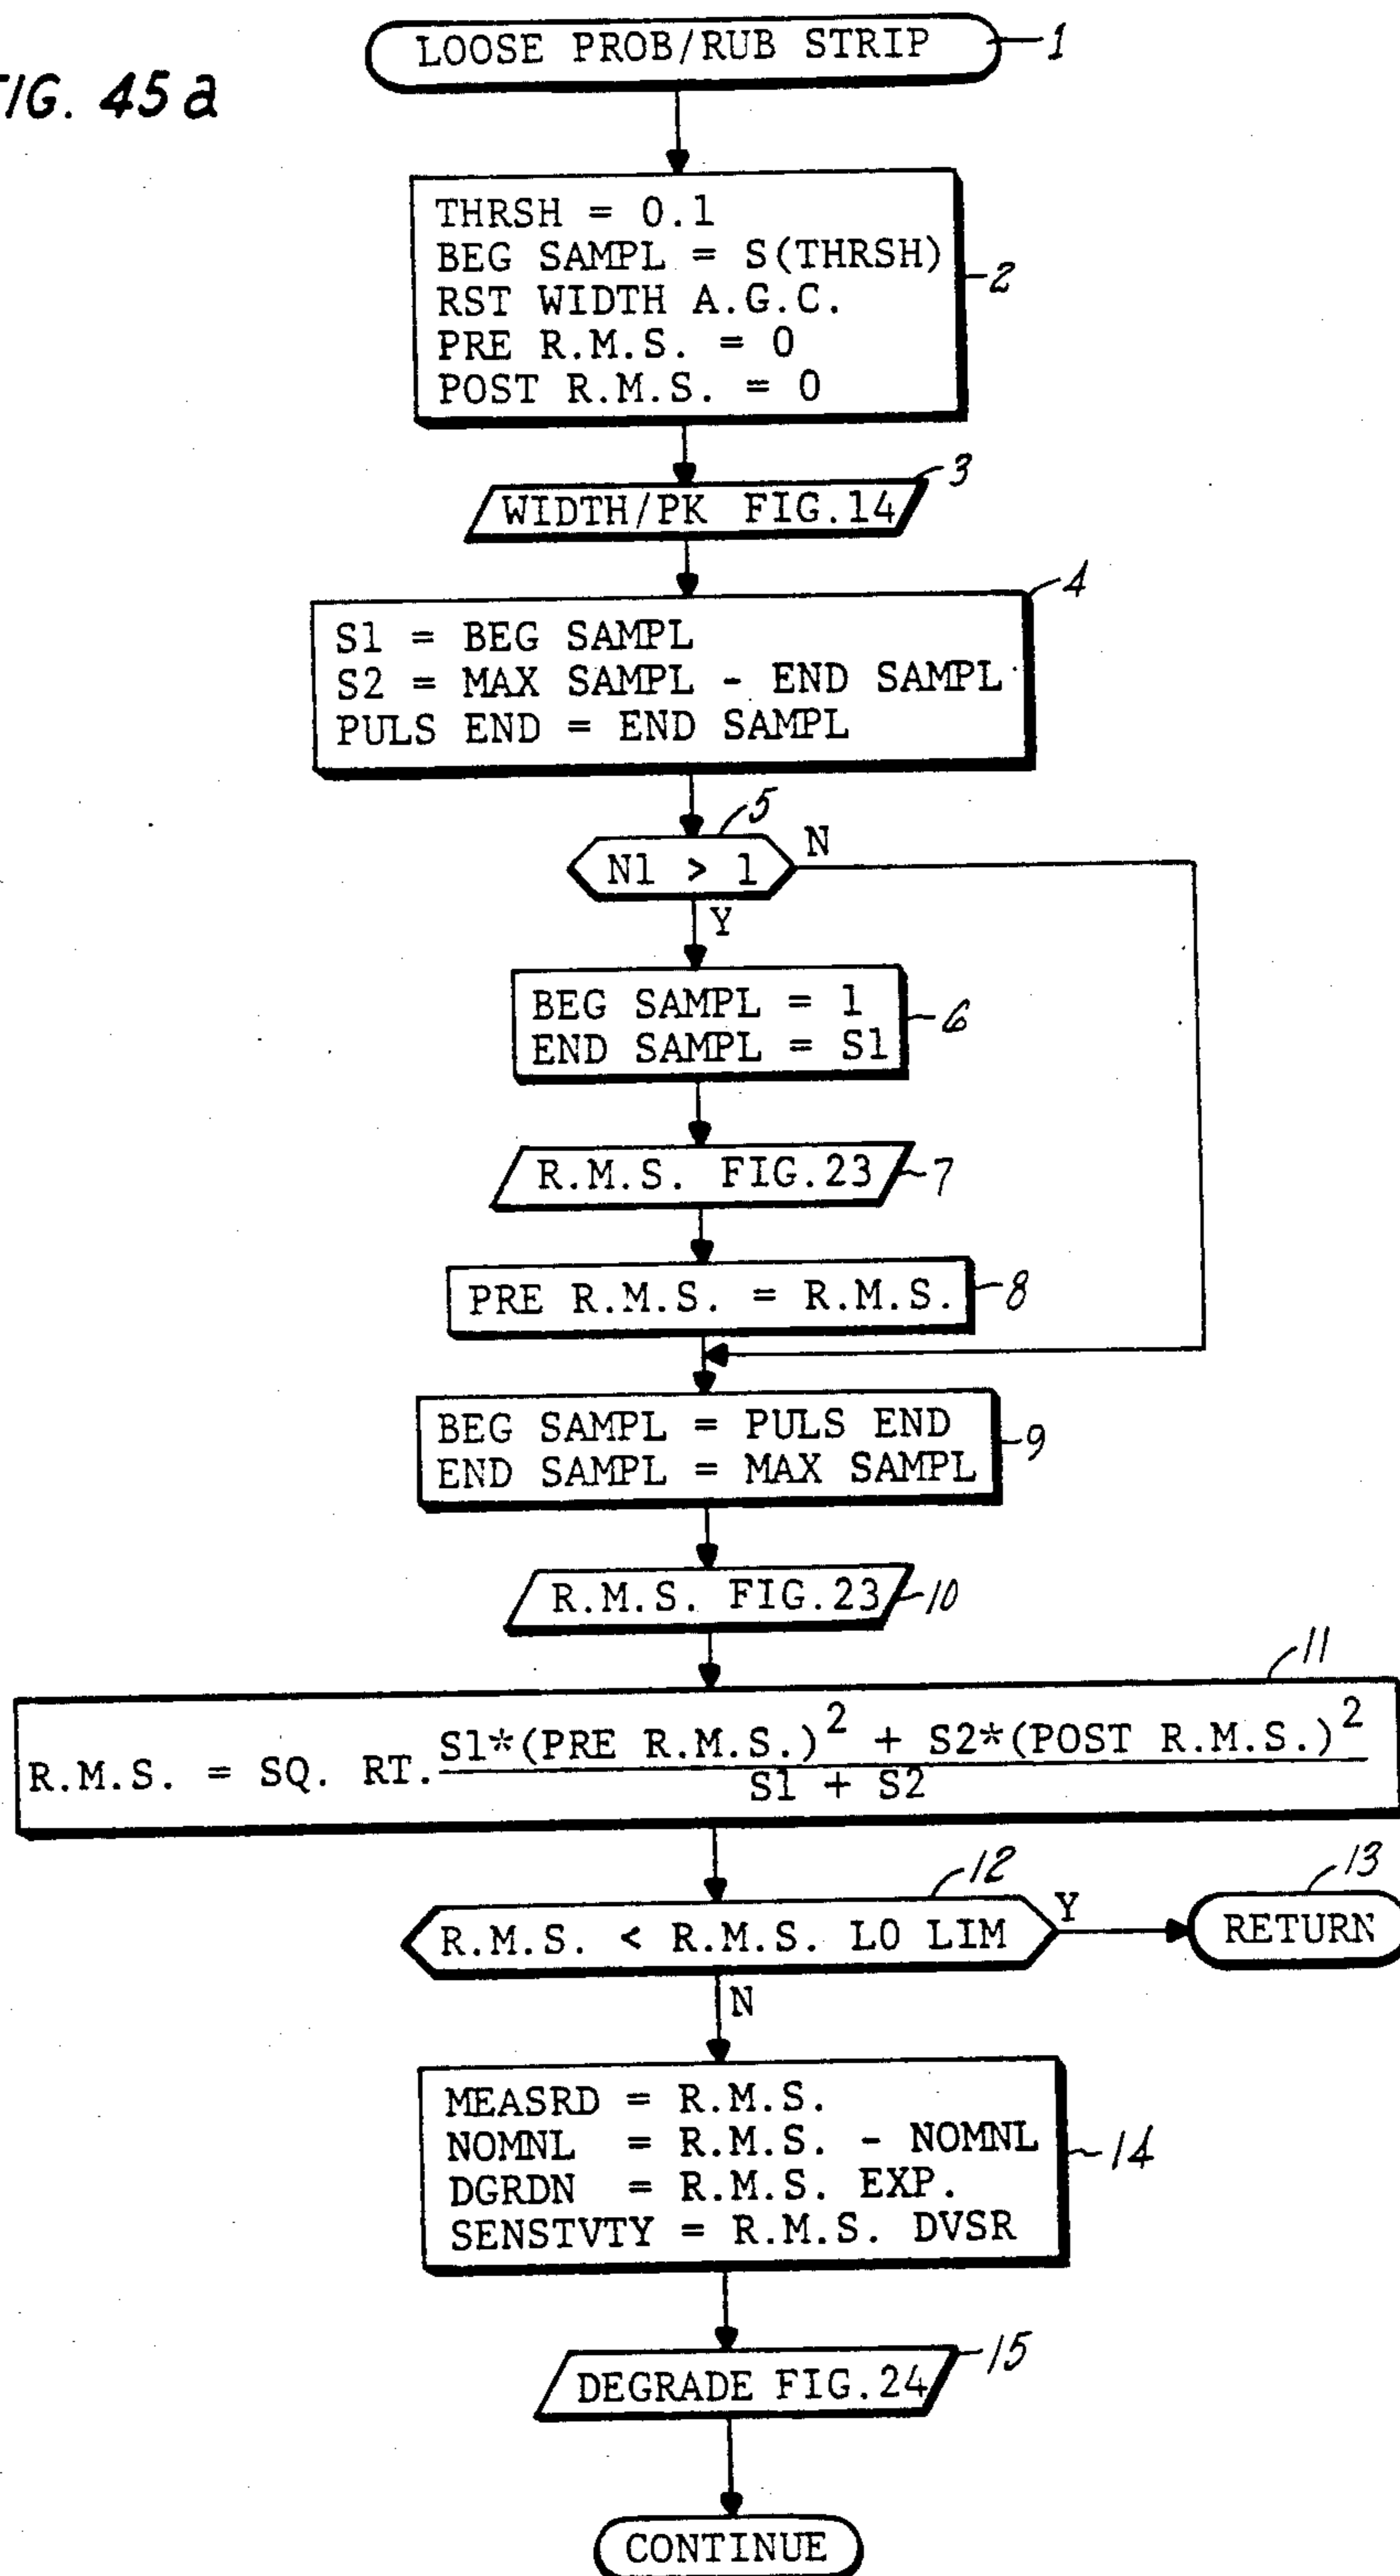 FIG. 45a
LOOSE PROB/RUB STRIP
1
THRSH = 0.1
BEG SAMPL = S(THRSH)
RST WIDTH A.G.C.
PRE R.M.S. = 0
POST R.M.S. = 0
2
WIDTH/PK FIG.14
3
S1 = BEG SAMPL
S2 = MAX SAMPL - END SAMPL
PULS END = END SAMPL
4
N1 > 1
5
N
Y
BEG SAMPL = 1
END SAMPL = S1
6
R.M.S. FIG.23
7
PRE R.M.S. = R.M.S.
8
BEG SAMPL = PULS END
END SAMPL = MAX SAMPL
9
R.M.S. FIG.23
10
11
R.M.S. = SQ. RT. S1*(PRE R.M.S.)² + S2*(POST R.M.S.)²
S1 + S2
R.M.S. < R.M.S. LO LIM
12
Y
RETURN
13
N
MEASRD = R.M.S.
NOMNL = R.M.S. - NOMNL
DGRDN = R.M.S. EXP.
SENSTVTY = R.M.S. DVSR
14
DEGRADE FIG.24
15
CONTINUE